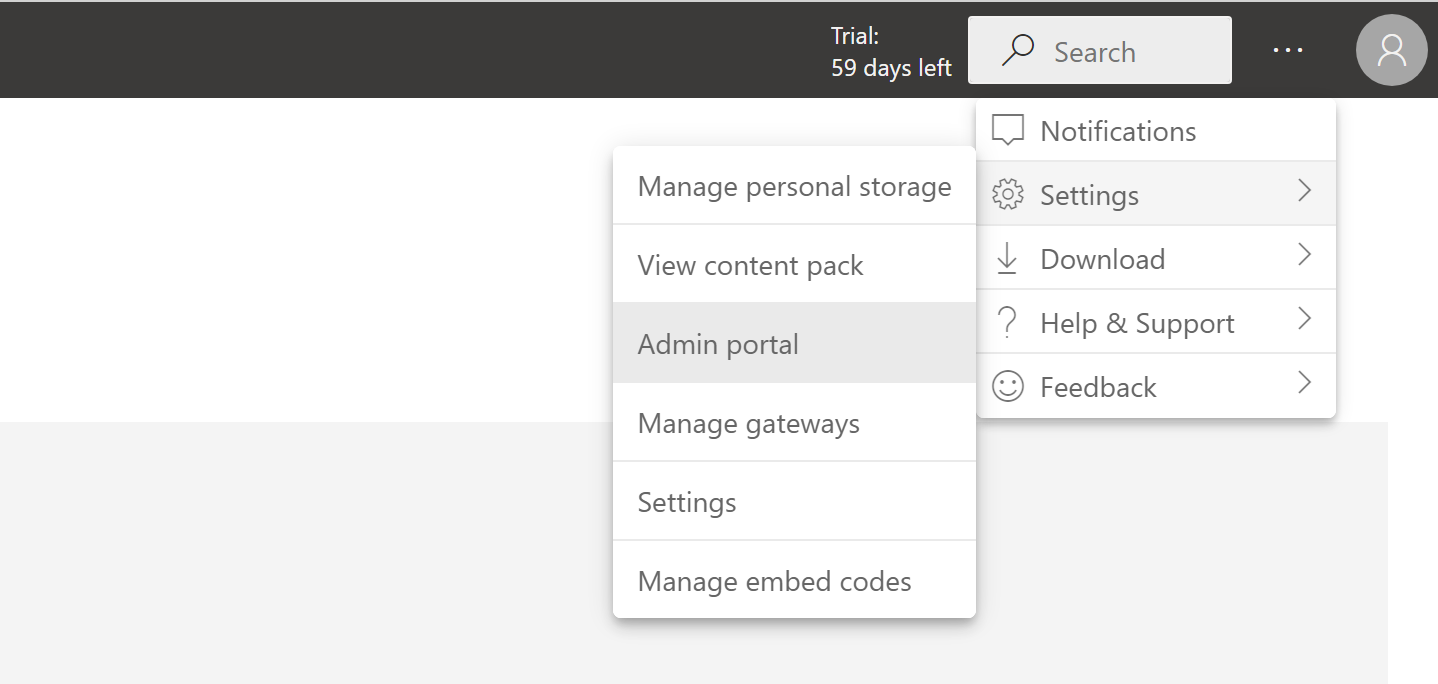 Trial:
59 days left
Search
Notifications
Settings
Download
Help & Support
Feedback
Manage personal storage
View content pack
Admin portal
Manage gateways
Settings
Manage embed codes